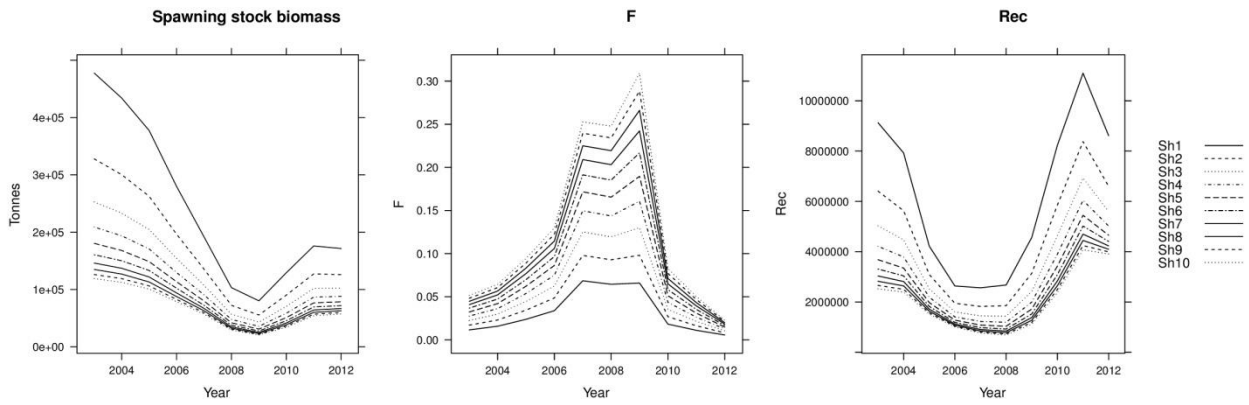 Spawning stock biomass
Tonnes
4e+05
3e+05
2e+05
1e+05
0e+00
2004 2006 2008 2010 2012
Year
F
F
0.30
0.25
0.20
0.15
0.10
0.05
0.00
2004 2006 2008 2010 2012
Year
Rec
Rec
10000000
8000000
6000000
4000000
2000000
2004 2006 2008 2010 2012
Year
Sh1
Sh2
Sh3
Sh4
Sh5
Sh6
Sh7
Sh8
Sh9
Sh10